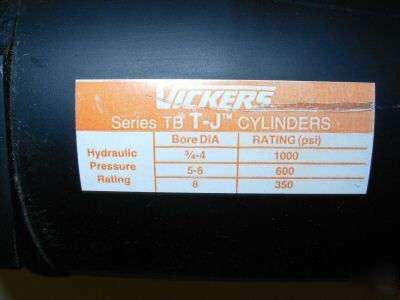 VICKERS
Series TB T-J™ CYLINDERS
Hydraulic Pressure Rating
Bore DIA RATING (psi)
¾-4 1000
5-6 600
8 350